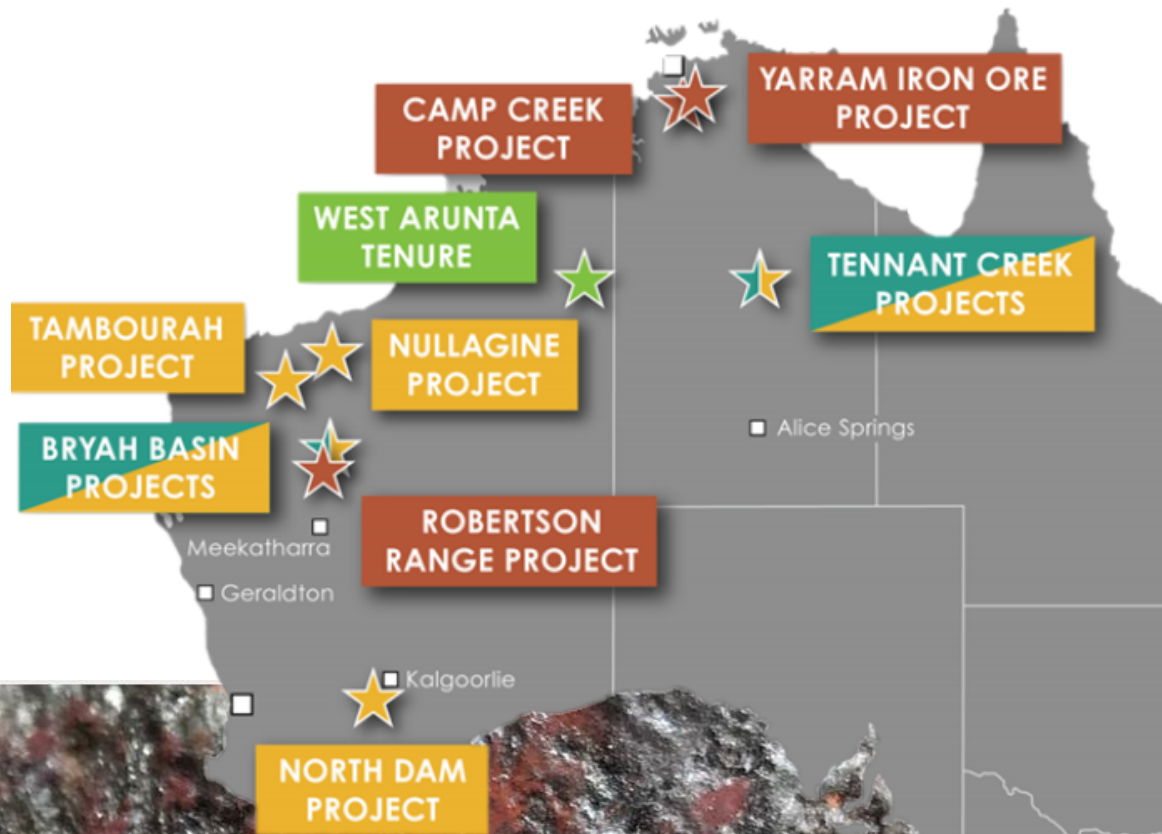 CAMP CREEK
PROJECT
YARRAM IRON ORE
PROJECT
WEST ARUNTA
TENURE
TENNANT CREEK
PROJECTS
TAMBOURAH
PROJECT
NULLAGINE
PROJECT
BRYAH BASIN
PROJECTS
Alice Springs
ROBERTSON
RANGE PROJECT
Meekatharra
Geraldton
Kalgoorlie
NORTH DAM
PROJECT